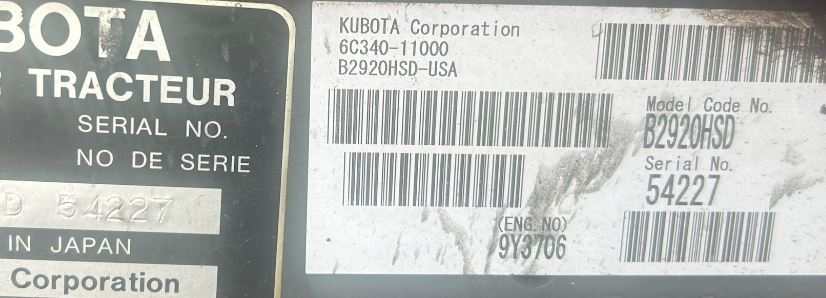 BOTA
TRACTEUR
SERIAL NO.
NO DE SERIE
D 54227
IN JAPAN
Corporation
KUBOTA Corporation
6C340-11000
B2920HSD-USA
Model Code No.
B2920HSD
Serial No.
54227
(ENG.NO)
9Y3706